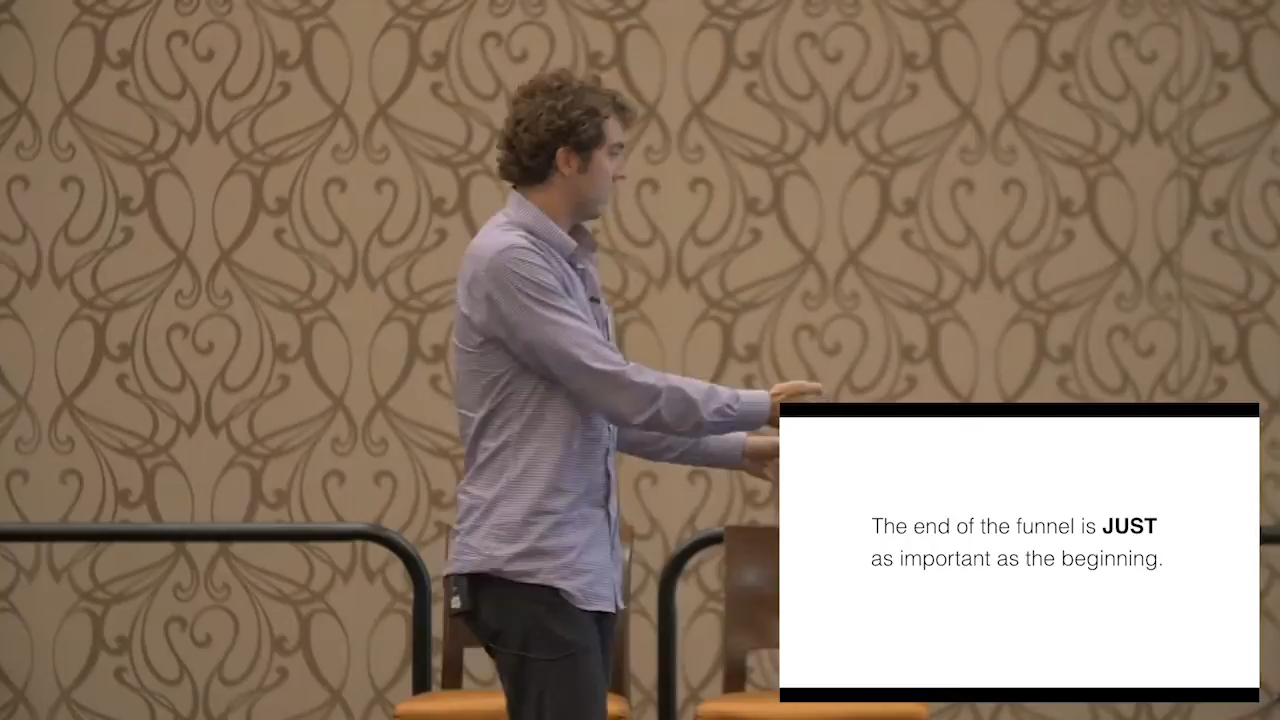 The end of the funnel is JUST
as important as the beginning.